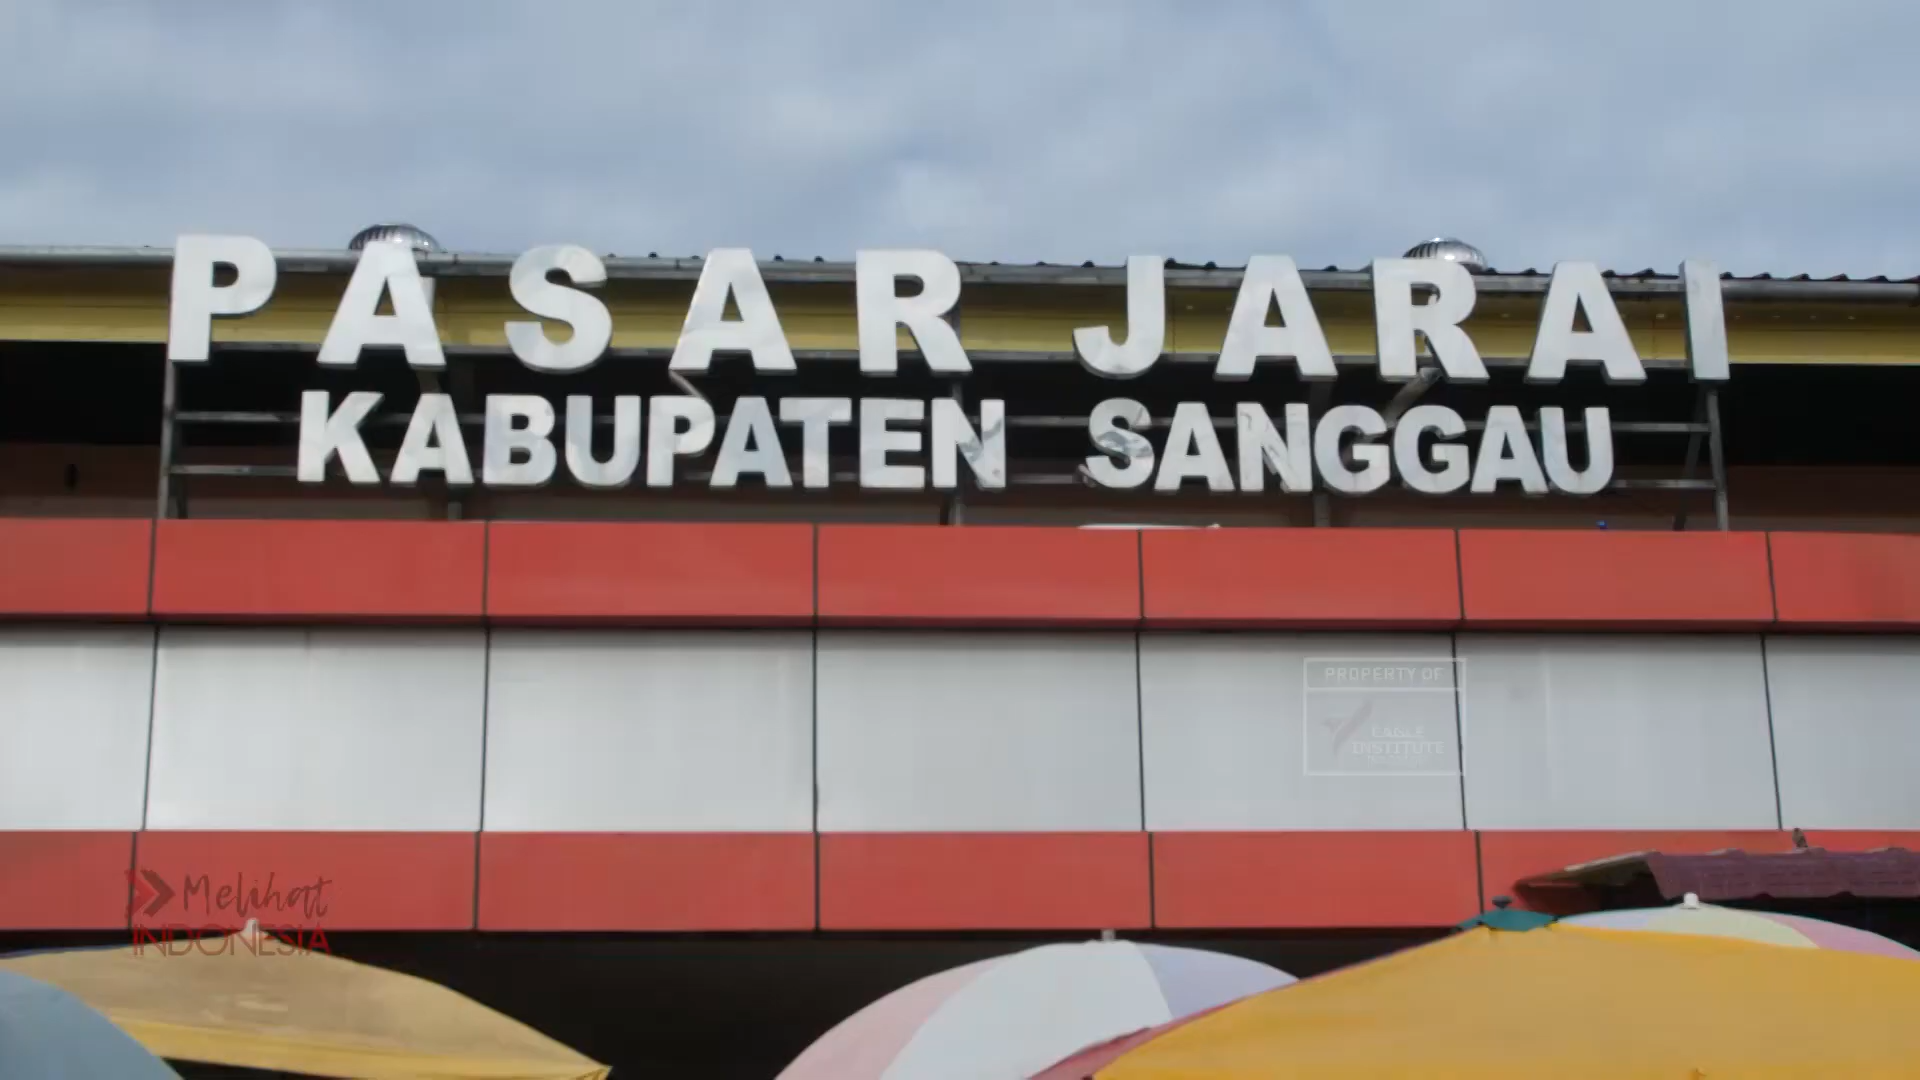 PASAR JARAI
KABUPATEN SANGGAU
PROPERTY OF
EAGLE
INSTITUTE
Melihat
INDONESIA